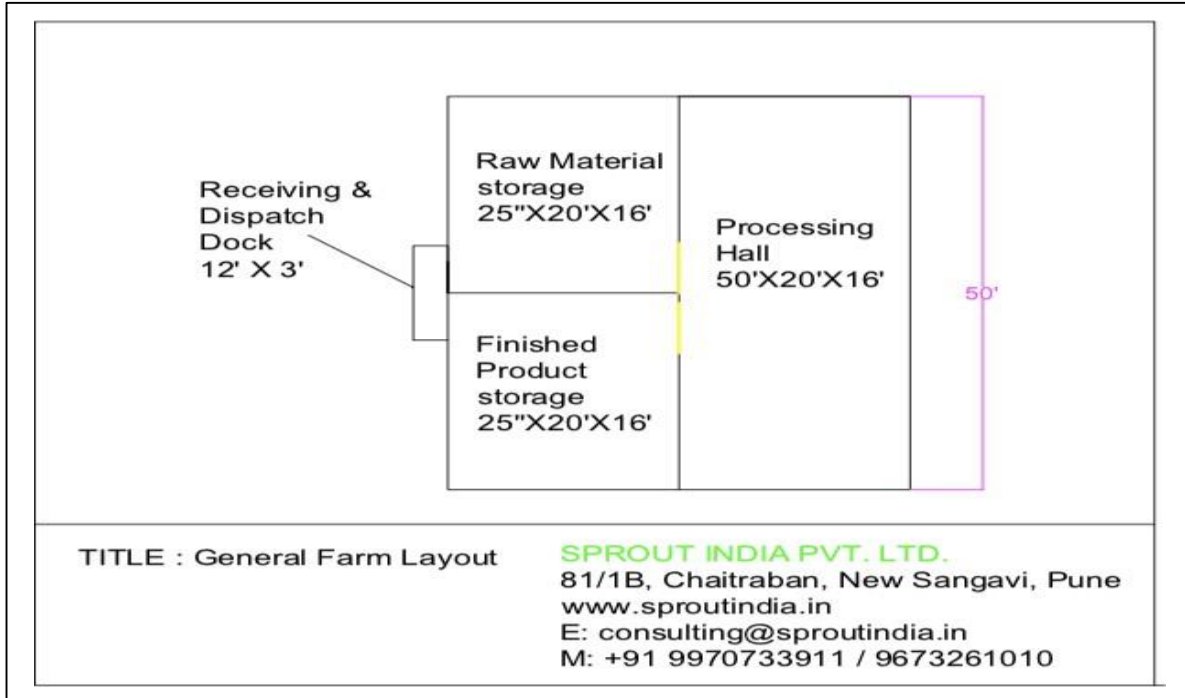 Receiving &
Dispatch
Dock
12' X 3'
Raw Material
storage
25"X20'X16'
Processing
Hall
50'X20'X16'
50'
Finished
Product
storage
25"X20'X16'
TITLE : General Farm Layout
SPROUT INDIA PVT. LTD.
81/1B, Chaitraban, New Sangavi, Pune
www.sproutindia.in
E: consulting@sproutindia.in
M: +91 9970733911 / 9673261010